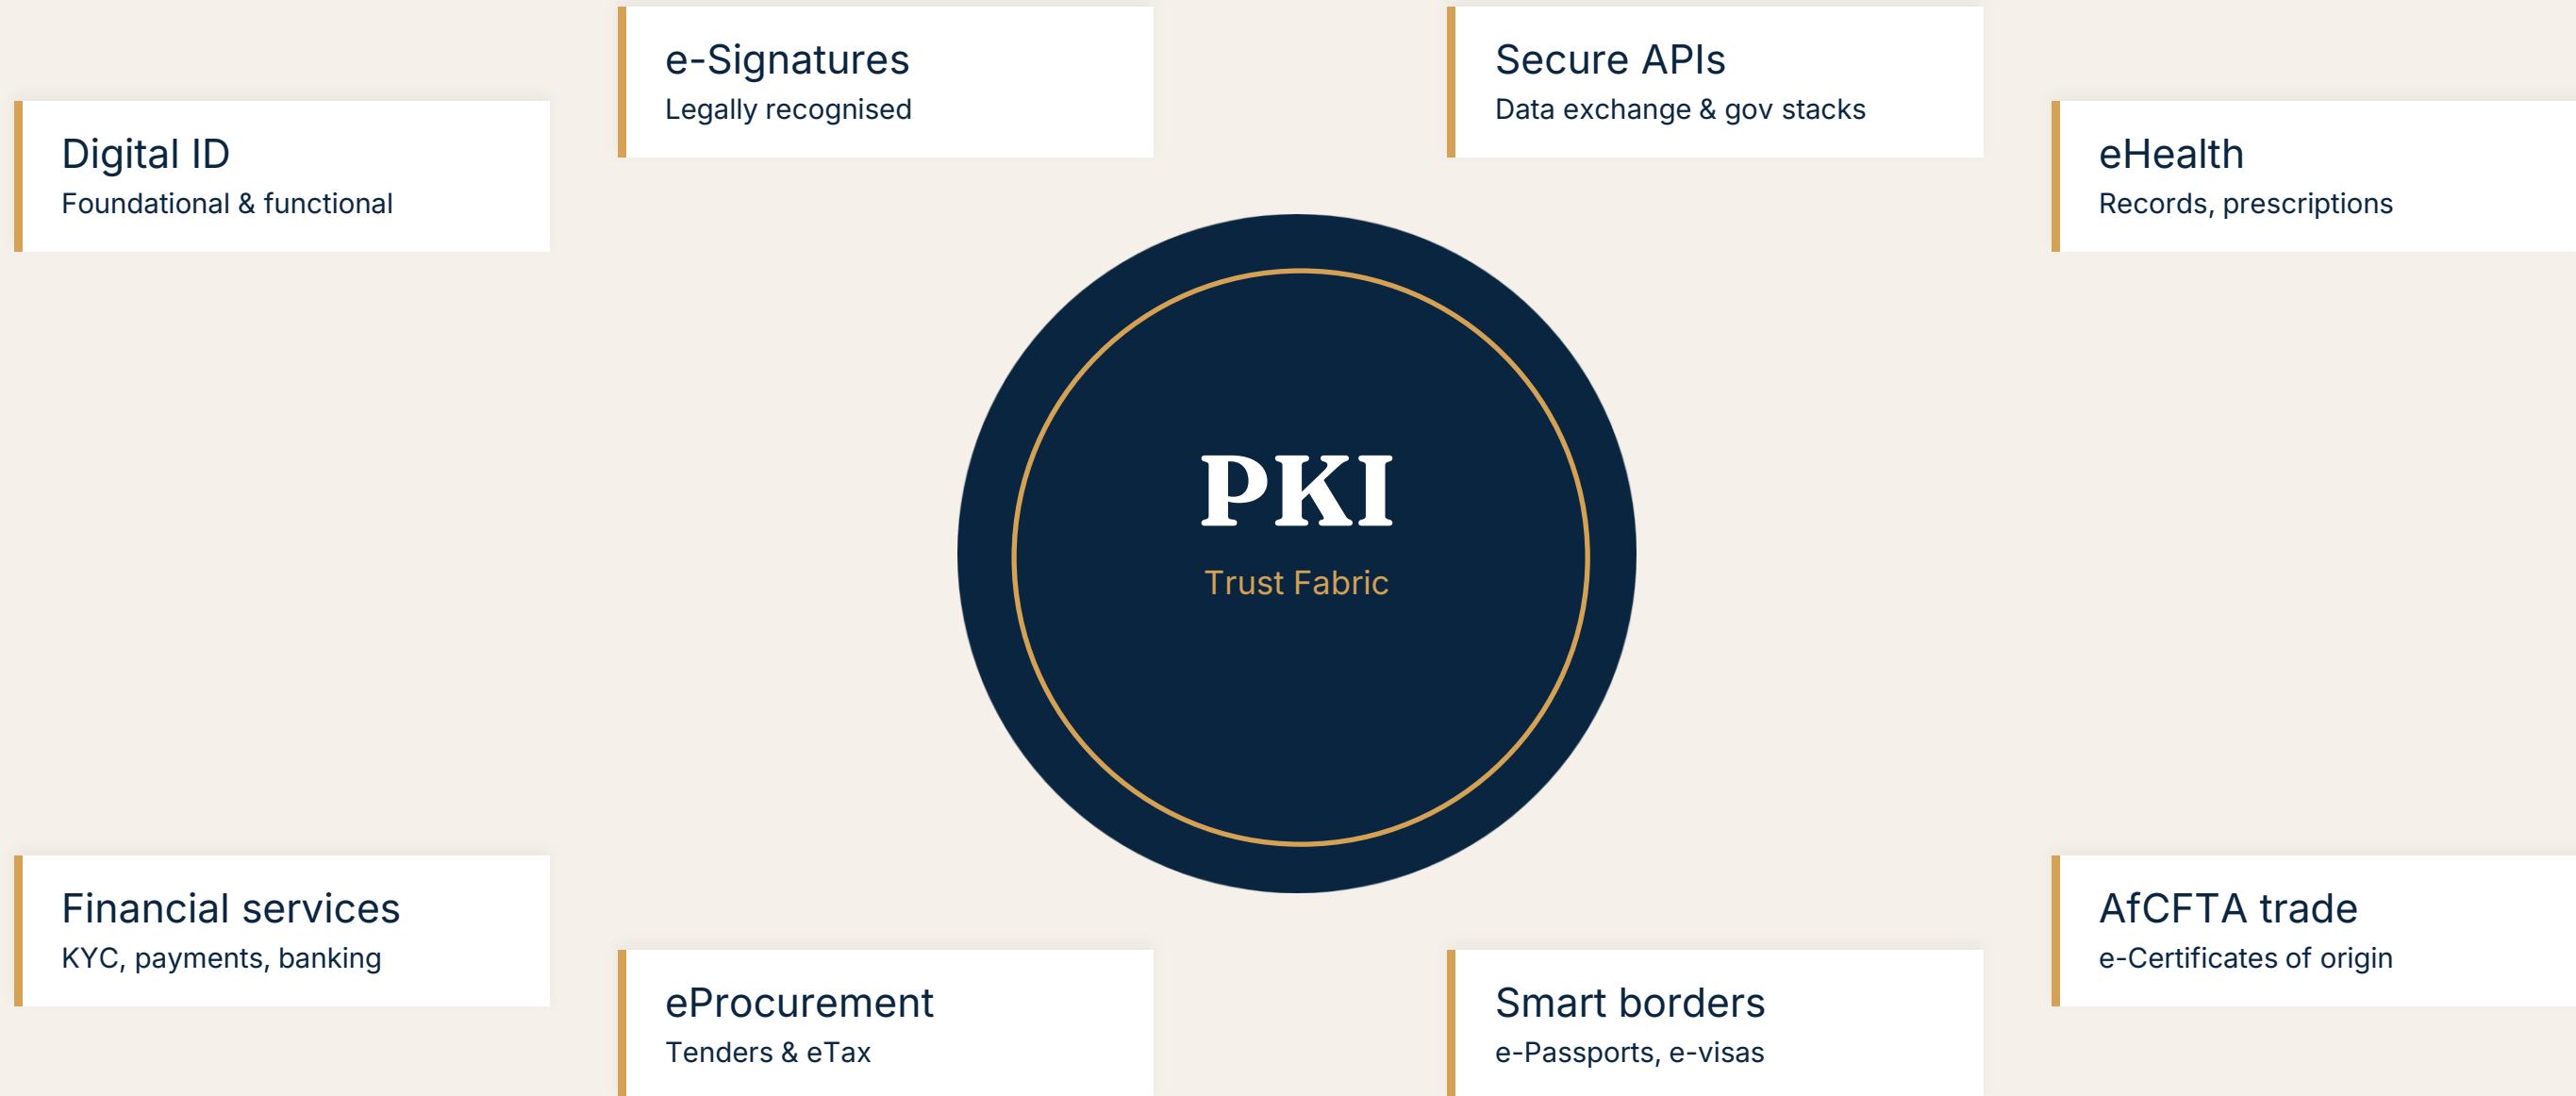 e-Signatures
Legally recognised
Secure APIs
Data exchange & gov stacks
Digital ID
Foundational & functional
eHealth
Records, prescriptions
PKI
Trust Fabric
Financial services
KYC, payments, banking
AfCFTA trade
e-Certificates of origin
eProcurement
Tenders & eTax
Smart borders
e-Passports, e-visas